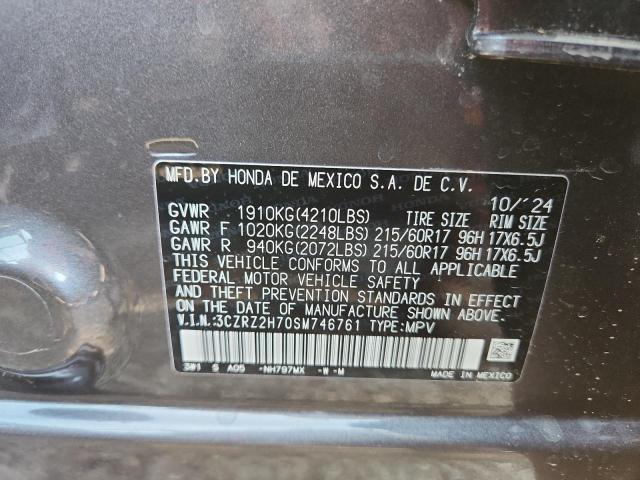 MFD.BY HONDA DE MEXICO S.A. DE C.V.
10/'24
GVWR 1910KG(4210LBS) TIRE SIZE RIM SIZE
GAWR F 1020KG(2248LBS) 215/60R17 96H 17X6.5J
GAWR R 940KG(2072LBS) 215/60R17 96H 17X6.5J
THIS VEHICLE CONFORMS TO ALL APPLICABLE
FEDERAL MOTOR VEHICLE SAFETY
AND THEFT PREVENTION STANDARDS IN EFFECT
ON THE DATE OF MANUFACTURE SHOWN ABOVE.
V.I.N.:3CZRZ2H70SM746761 TYPE:MPV
3W1 S A05 -NH797MX -W -M
MADE IN MEXICO